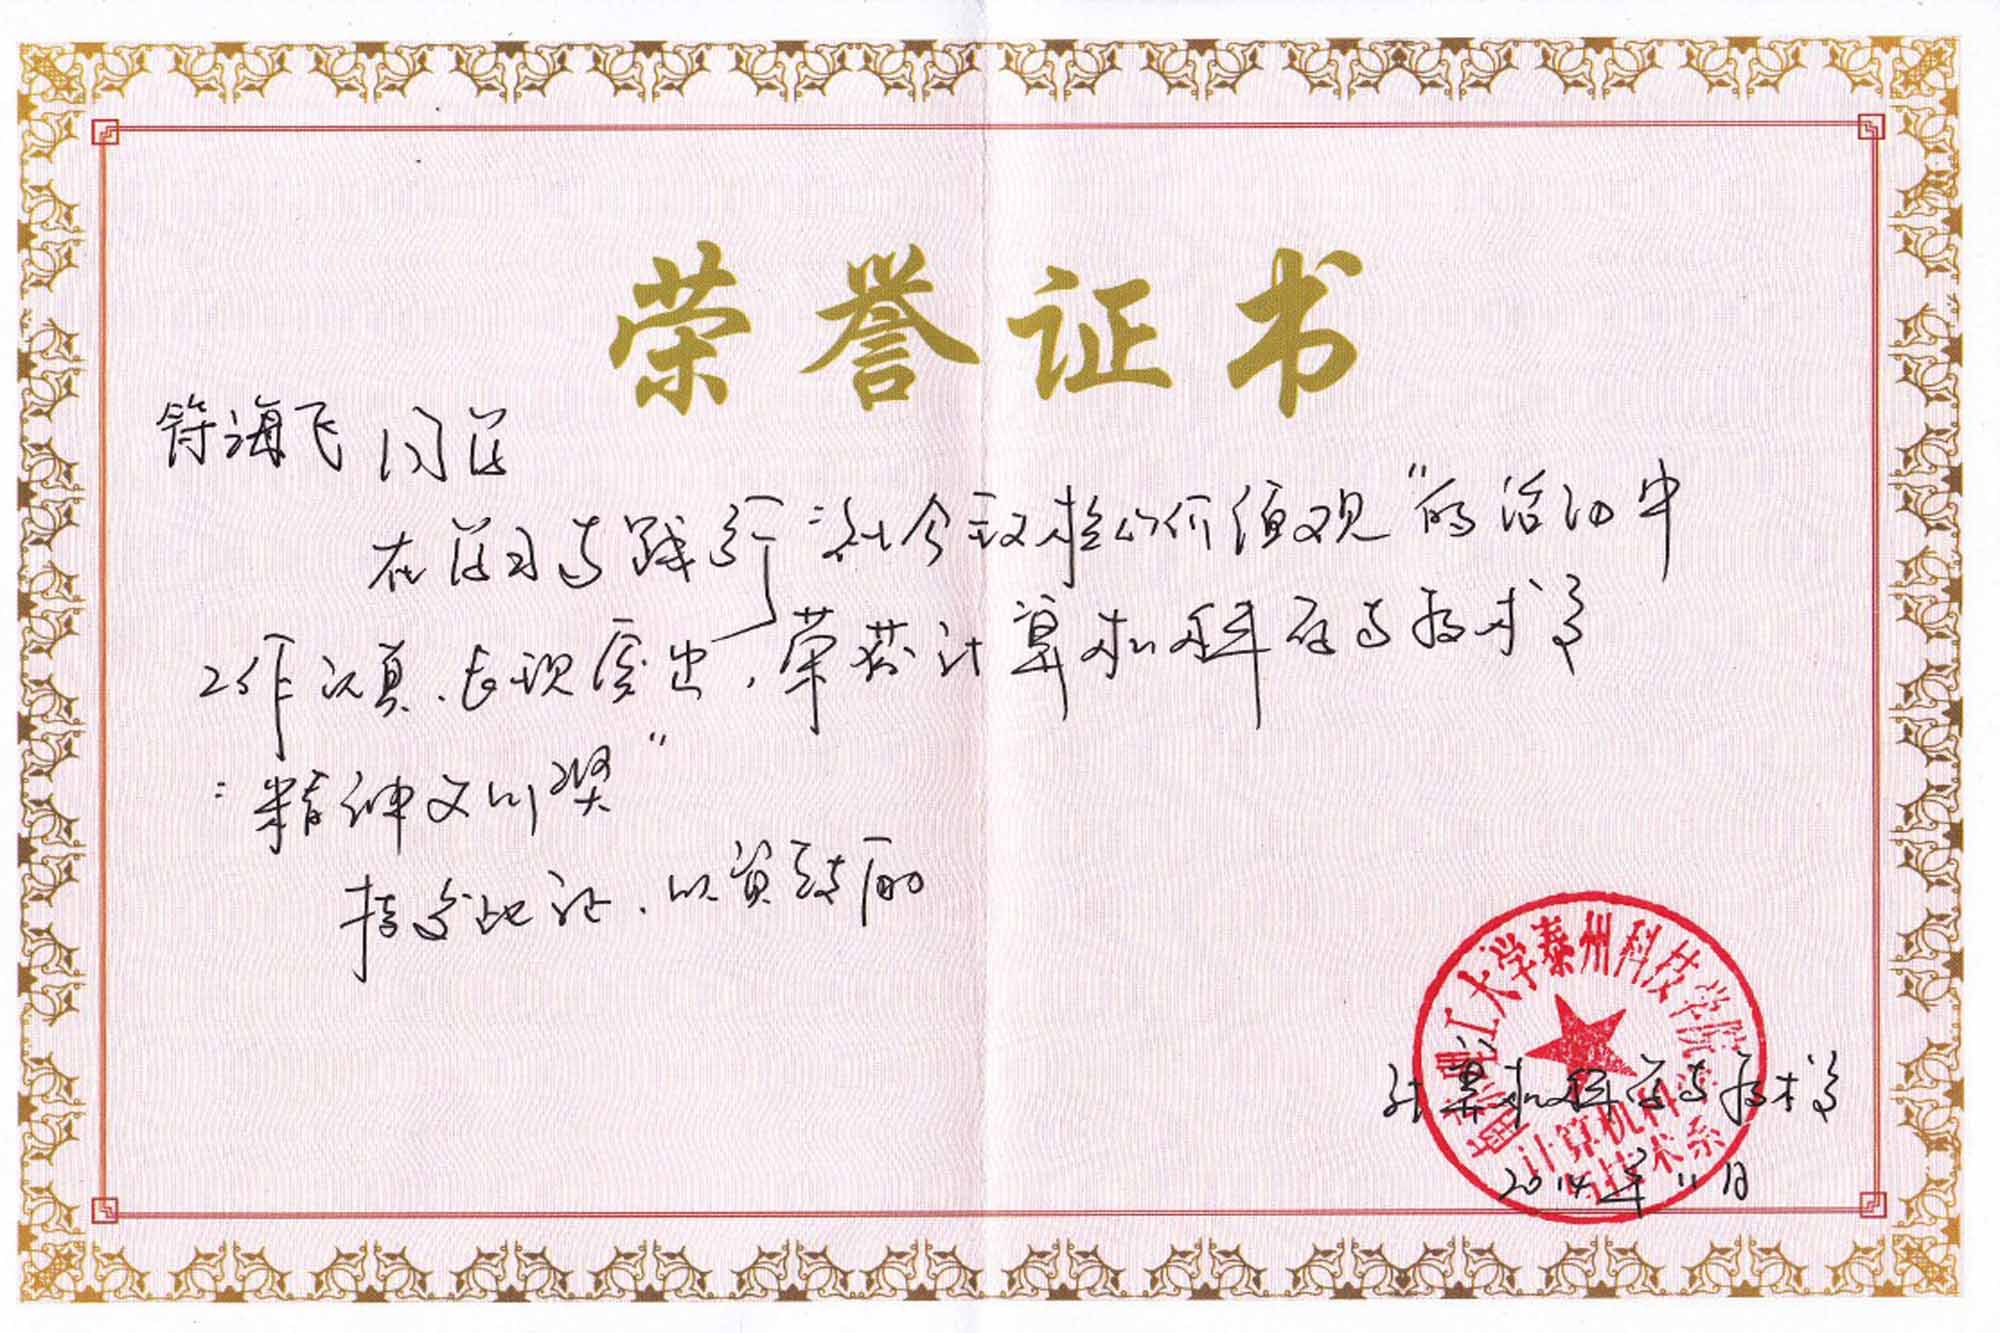 荣誉证书
符海飞同学
在学习与践行“社会主义核心价值观”的活动中
工作认真、表现突出，荣获计算机科学与技术系
“精神文明奖”
特发此证，以资鼓励
理工大学泰州科技学院
计算机科学与技术系
计算机科学与技术系
2014年11月